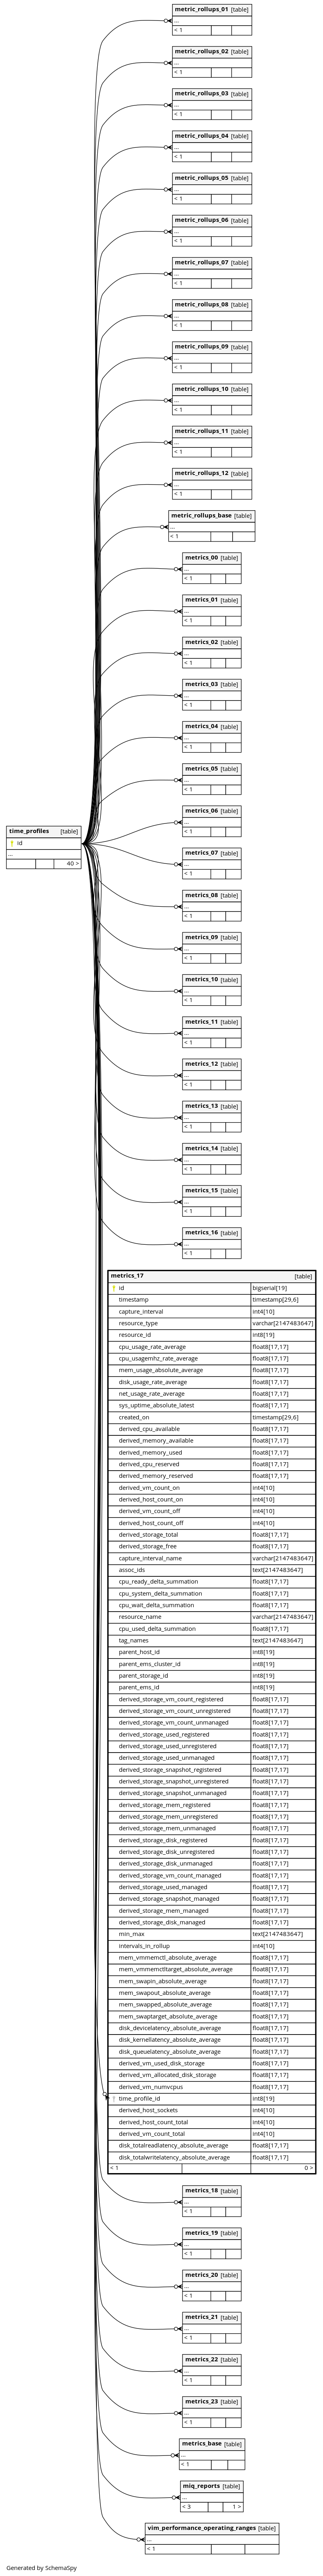 metric_rollups_01 [table]
...
< 1
metric_rollups_02 [table]
...
< 1
metric_rollups_03 [table]
...
< 1
metric_rollups_04 [table]
...
< 1
metric_rollups_05 [table]
...
< 1
metric_rollups_06 [table]
...
< 1
metric_rollups_07 [table]
...
< 1
metric_rollups_08 [table]
...
< 1
metric_rollups_09 [table]
...
< 1
metric_rollups_10 [table]
...
< 1
metric_rollups_11 [table]
...
< 1
metric_rollups_12 [table]
...
< 1
metric_rollups_base [table]
...
< 1
metrics_00 [table]
...
< 1
metrics_01 [table]
...
< 1
metrics_02 [table]
...
< 1
metrics_03 [table]
...
< 1
metrics_04 [table]
...
< 1
metrics_05 [table]
...
< 1
metrics_06 [table]
...
< 1
time_profiles [table]
id
...
40 >
metrics_07 [table]
...
< 1
metrics_08 [table]
...
< 1
metrics_09 [table]
...
< 1
metrics_10 [table]
...
< 1
metrics_11 [table]
...
< 1
metrics_12 [table]
...
< 1
metrics_13 [table]
...
< 1
metrics_14 [table]
...
< 1
metrics_15 [table]
...
< 1
metrics_16 [table]
...
< 1
metrics_17 [table]
id bigserial[19]
timestamp timestamp[29,6]
capture_interval int4[10]
resource_type varchar[2147483647]
resource_id int8[19]
cpu_usage_rate_average float8[17,17]
cpu_usagemhz_rate_average float8[17,17]
mem_usage_absolute_average float8[17,17]
disk_usage_rate_average float8[17,17]
net_usage_rate_average float8[17,17]
sys_uptime_absolute_latest float8[17,17]
created_on timestamp[29,6]
derived_cpu_available float8[17,17]
derived_memory_available float8[17,17]
derived_memory_used float8[17,17]
derived_cpu_reserved float8[17,17]
derived_memory_reserved float8[17,17]
derived_vm_count_on int4[10]
derived_host_count_on int4[10]
derived_vm_count_off int4[10]
derived_host_count_off int4[10]
derived_storage_total float8[17,17]
derived_storage_free float8[17,17]
capture_interval_name varchar[2147483647]
assoc_ids text[2147483647]
cpu_ready_delta_summation float8[17,17]
cpu_system_delta_summation float8[17,17]
cpu_wait_delta_summation float8[17,17]
resource_name varchar[2147483647]
cpu_used_delta_summation float8[17,17]
tag_names text[2147483647]
parent_host_id int8[19]
parent_ems_cluster_id int8[19]
parent_storage_id int8[19]
parent_ems_id int8[19]
derived_storage_vm_count_registered float8[17,17]
derived_storage_vm_count_unregistered float8[17,17]
derived_storage_vm_count_unmanaged float8[17,17]
derived_storage_used_registered float8[17,17]
derived_storage_used_unregistered float8[17,17]
derived_storage_used_unmanaged float8[17,17]
derived_storage_snapshot_registered float8[17,17]
derived_storage_snapshot_unregistered float8[17,17]
derived_storage_snapshot_unmanaged float8[17,17]
derived_storage_mem_registered float8[17,17]
derived_storage_mem_unregistered float8[17,17]
derived_storage_mem_unmanaged float8[17,17]
derived_storage_disk_registered float8[17,17]
derived_storage_disk_unregistered float8[17,17]
derived_storage_disk_unmanaged float8[17,17]
derived_storage_vm_count_managed float8[17,17]
derived_storage_used_managed float8[17,17]
derived_storage_snapshot_managed float8[17,17]
derived_storage_mem_managed float8[17,17]
derived_storage_disk_managed float8[17,17]
min_max text[2147483647]
intervals_in_rollup int4[10]
mem_vmmemctl_absolute_average float8[17,17]
mem_vmmemctltarget_absolute_average float8[17,17]
mem_swapin_absolute_average float8[17,17]
mem_swapout_absolute_average float8[17,17]
mem_swapped_absolute_average float8[17,17]
mem_swaptarget_absolute_average float8[17,17]
disk_devicelatency_absolute_average float8[17,17]
disk_kernellatency_absolute_average float8[17,17]
disk_queuelatency_absolute_average float8[17,17]
derived_vm_used_disk_storage float8[17,17]
derived_vm_allocated_disk_storage float8[17,17]
derived_vm_numvcpus float8[17,17]
time_profile_id int8[19]
derived_host_sockets int4[10]
derived_host_count_total int4[10]
derived_vm_count_total int4[10]
disk_totalreadlatency_absolute_average float8[17,17]
disk_totalwritelatency_absolute_average float8[17,17]
< 1 0 >
metrics_18 [table]
...
< 1
metrics_19 [table]
...
< 1
metrics_20 [table]
...
< 1
metrics_21 [table]
...
< 1
metrics_22 [table]
...
< 1
metrics_23 [table]
...
< 1
metrics_base [table]
...
< 1
miq_reports [table]
...
< 3 1 >
vim_performance_operating_ranges [table]
...
< 1
Generated by SchemaSpy